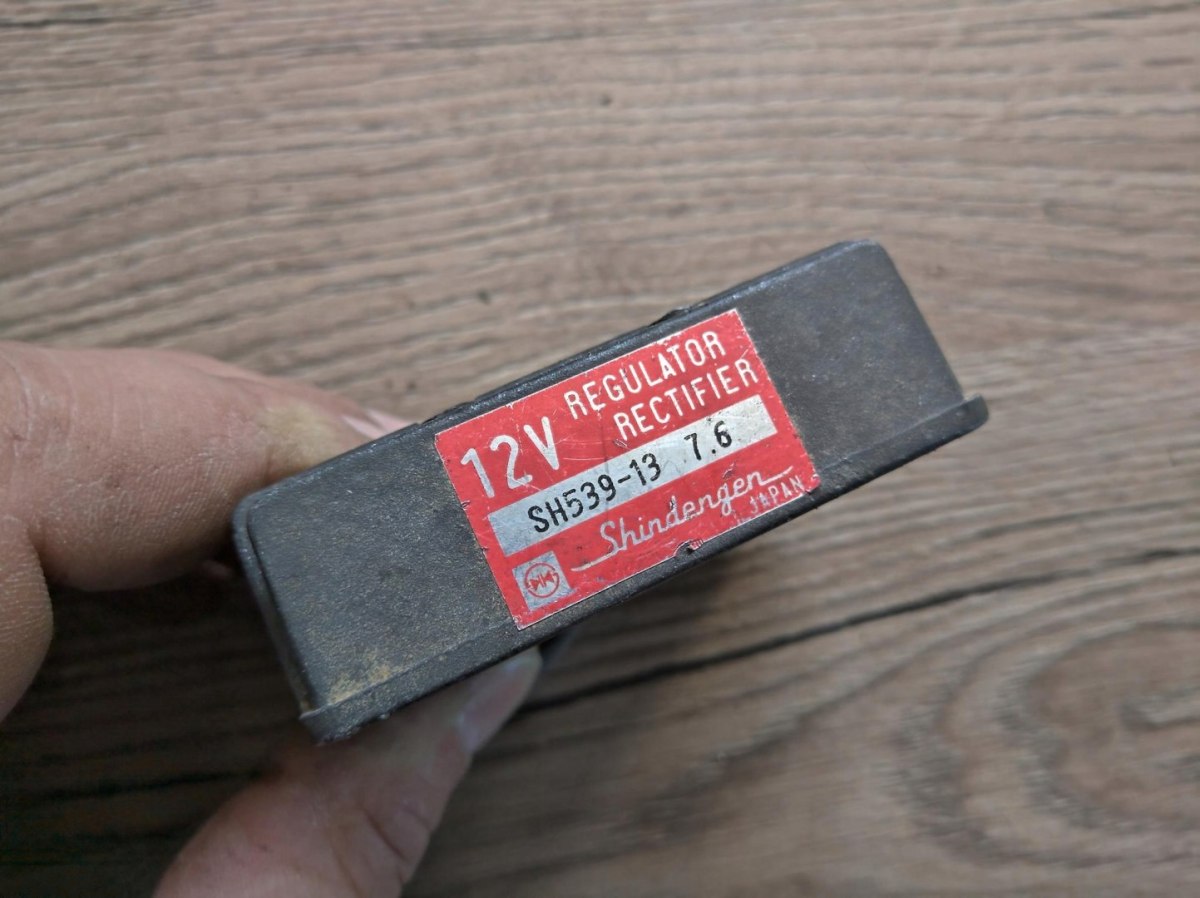 12V REGULATOR
RECTIFIER
SH539-13 7.6
Shindengen
JAPAN